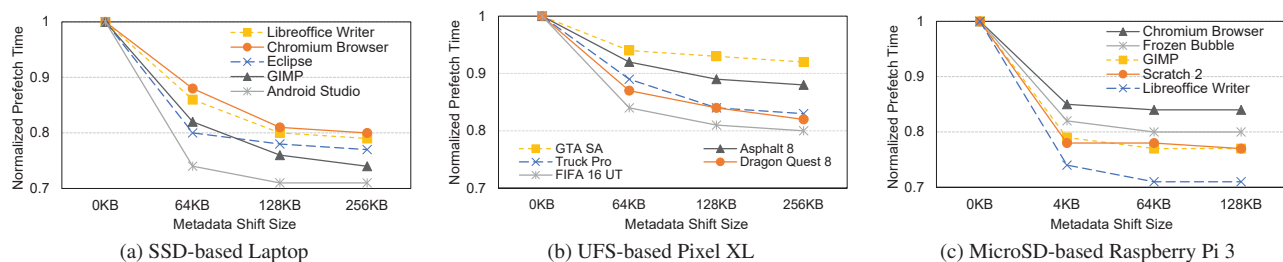 Normalized Prefetch Time
1
0.9
0.8
0.7
Libreoffice Writer
Chromium Browser
Eclipse
GIMP
Android Studio
0KB 64KB 128KB 256KB
Metadata Shift Size
(a) SSD-based Laptop
Normalized Prefetch Time
1
0.9
0.8
0.7
GTA SA Asphalt 8
Truck Pro Dragon Quest 8
FIFA 16 UT
0KB 64KB 128KB 256KB
Metadata Shift Size
(b) UFS-based Pixel XL
Normalized Prefetch Time
1
0.9
0.8
0.7
Chromium Browser
Frozen Bubble
GIMP
Scratch 2
Libreoffice Writer
0KB 4KB 64KB 128KB
Metadata Shift Size
(c) MicroSD-based Raspberry Pi 3